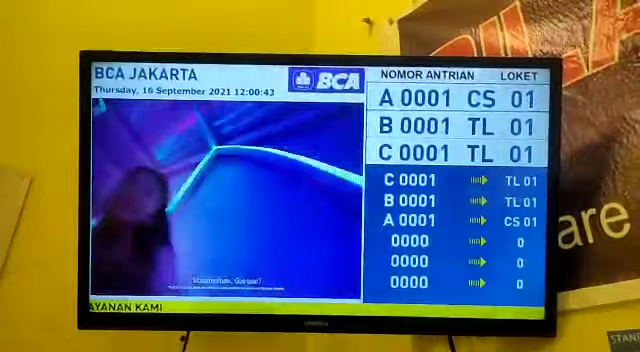 BCA JAKARTA
Thursday, 16 September 2021 12:00:43
BCA
NOMOR ANTRIAN LOKET
A 0001 CS 01
B 0001 TL 01
C 0001 TL 01
C 0001 TL 01
B 0001 TL 01
A 0001 CS 01
0000 0
0000 0
0000 0
AYANAN KAMI
are
STAND